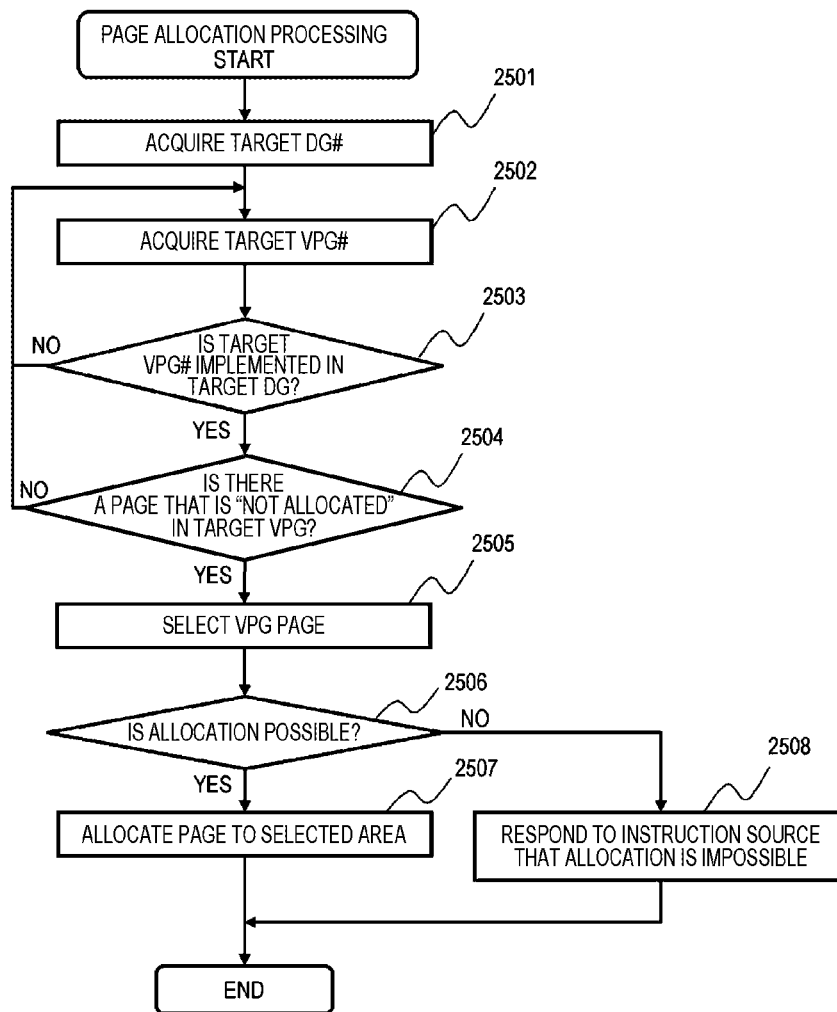 PAGE ALLOCATION PROCESSING
START
2501
ACQUIRE TARGET DG#
2502
ACQUIRE TARGET VPG#
2503
IS TARGET
VPG# IMPLEMENTED IN
TARGET DG?
NO
YES
2504
IS THERE
A PAGE THAT IS "NOT ALLOCATED"
IN TARGET VPG?
NO
YES
2505
SELECT VPG PAGE
2506
IS ALLOCATION POSSIBLE?
NO
YES
2507
ALLOCATE PAGE TO SELECTED AREA
2508
RESPOND TO INSTRUCTION SOURCE
THAT ALLOCATION IS IMPOSSIBLE
END